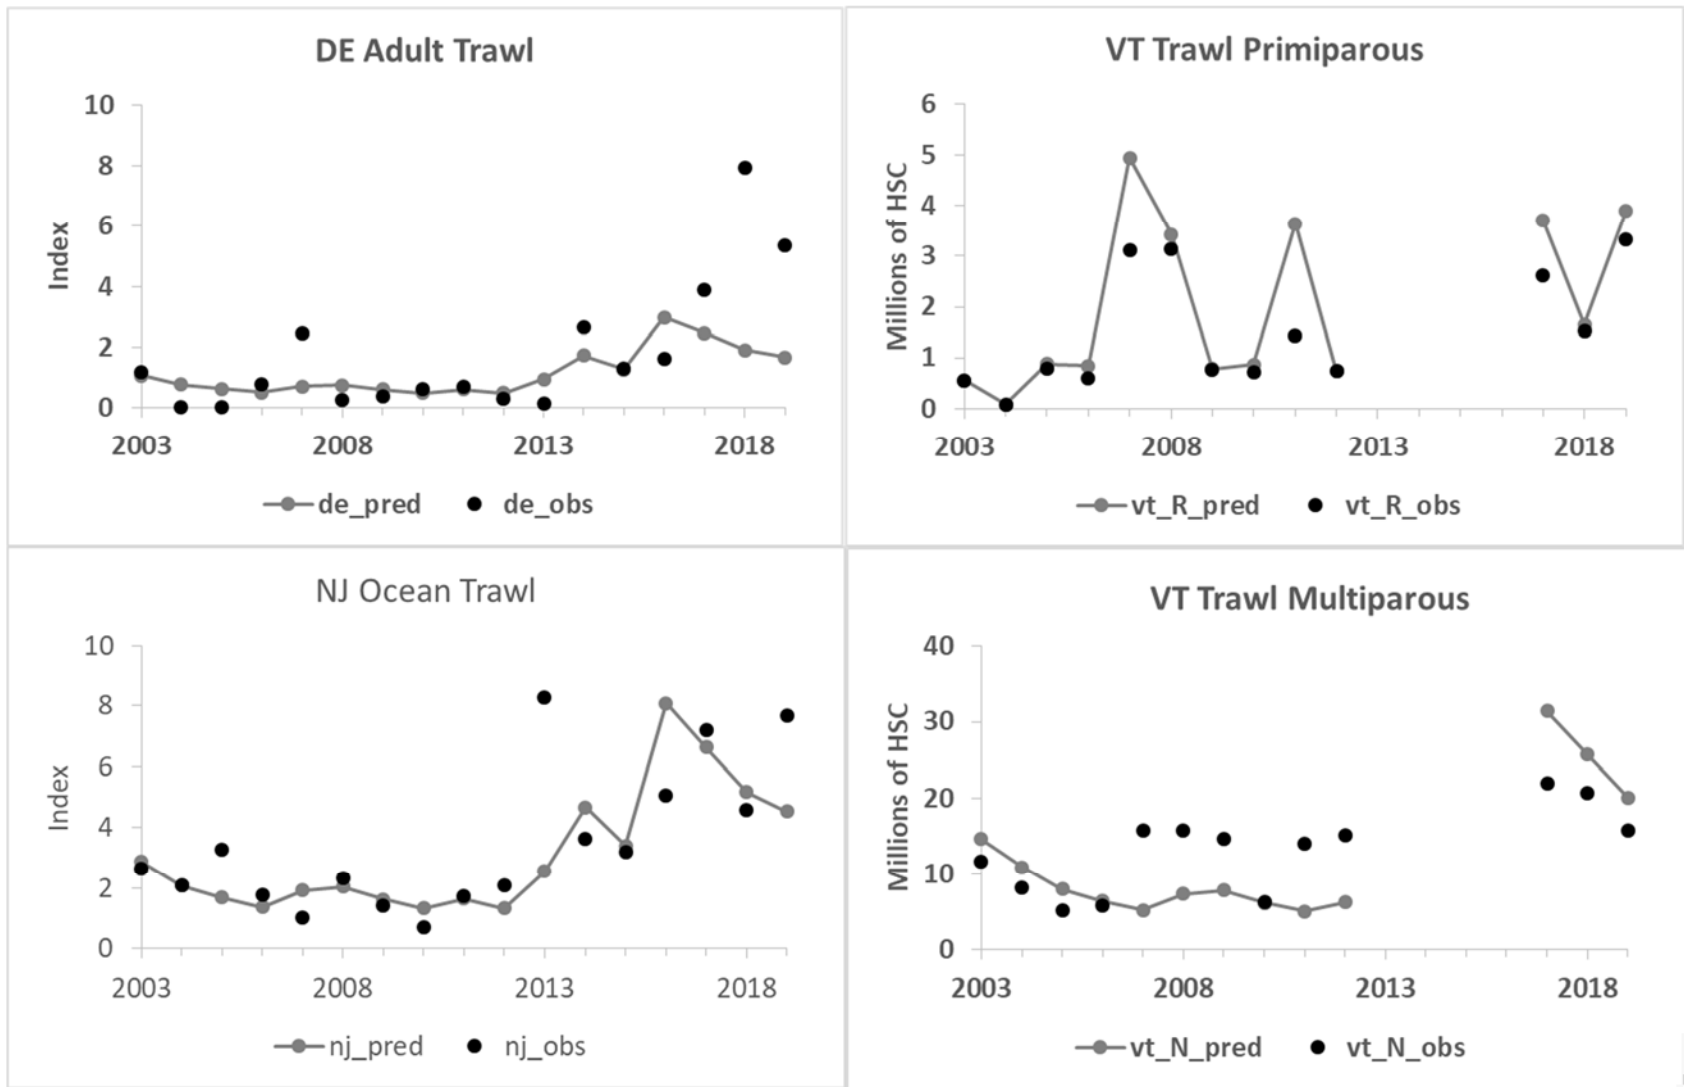 DE Adult Trawl
10
8
6
4
2
0
Index
2003 2008 2013 2018
de_pred de_obs
VT Trawl Primiparous
6
5
4
3
2
1
0
Millions of HSC
2003 2008 2013 2018
vt_R_pred vt_R_obs
NJ Ocean Trawl
10
8
6
4
2
0
Index
2003 2008 2013 2018
nj_pred nj_obs
VT Trawl Multiparous
40
30
20
10
0
Millions of HSC
2003 2008 2013 2018
vt_N_pred vt_N_obs